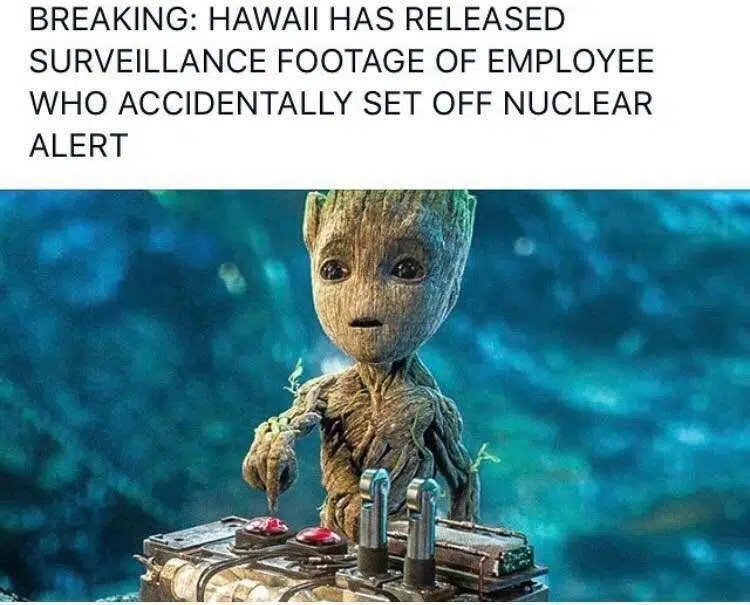 BREAKING: HAWAII HAS RELEASED
SURVEILLANCE FOOTAGE OF EMPLOYEE
WHO ACCIDENTALLY SET OFF NUCLEAR
ALERT